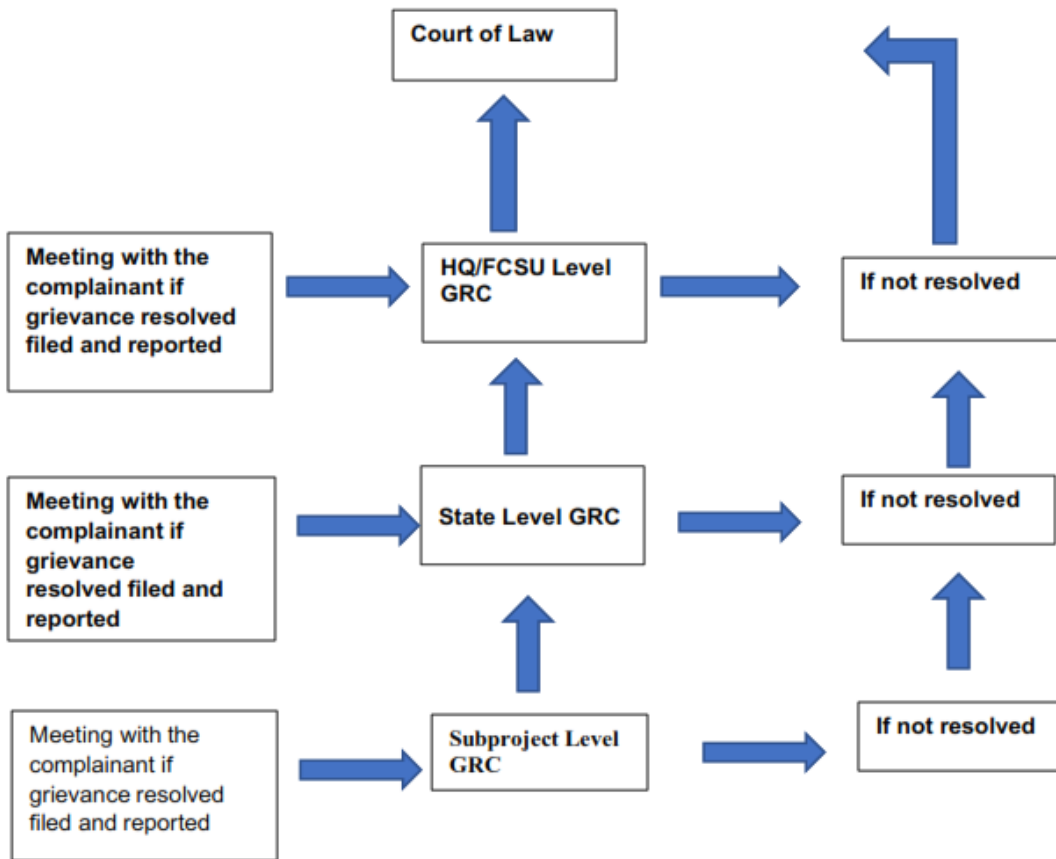 Court of Law
Meeting with the
complainant if
grievance resolved
filed and reported
HQ/FCSU Level
GRC
If not resolved
Meeting with the
complainant if
grievance
resolved filed and
reported
State Level GRC
If not resolved
Meeting with the
complainant if
grievance resolved
filed and reported
Subproject Level
GRC
If not resolved